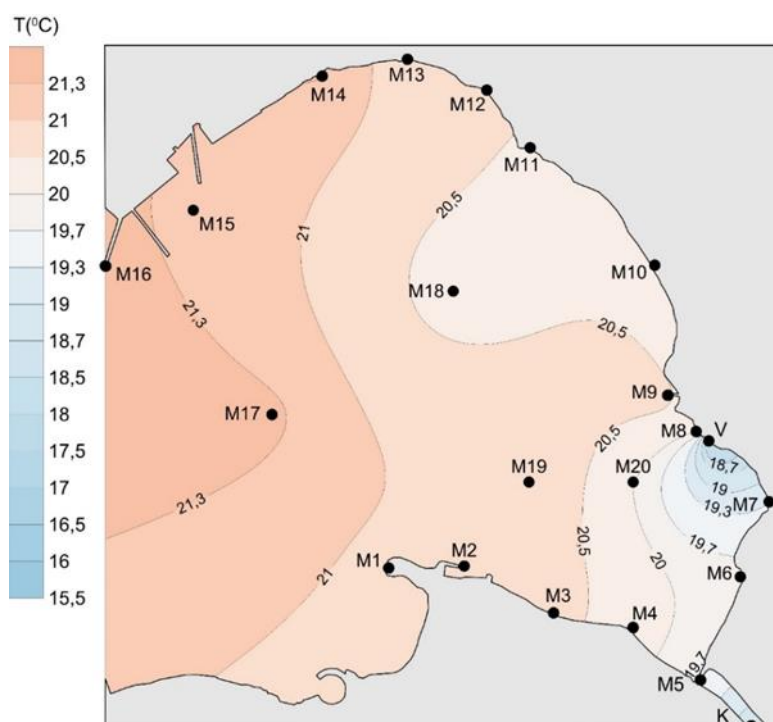 T(⁰C)
21,3
21
20,5
20
19,7
19,3
19
18,7
18,5
18
17,5
17
16,5
16
15,5
M13
M14
M12
M11
20,5
M15
21
M10
M16
M18
21,3
20,5
M9
M17
20,5
M8
V
18,7
M19
M20
19
M7
21,3
19,3
20,5
19,7
M1
M2
20
M6
21
M3
M4
19,7
M5
K